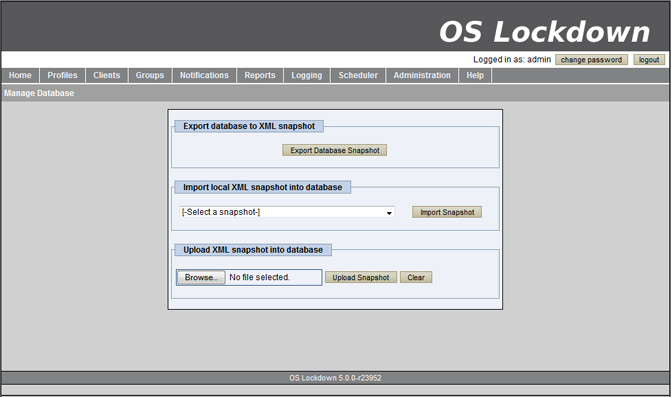 OS Lockdown
Logged in as: admin change password logout
Home Profiles Clients Groups Notifications Reports Logging Scheduler Administration Help
Manage Database
Export database to XML snapshot
Export Database Snapshot
Import local XML snapshot into database
[-Select a snapshot-] Import Snapshot
Upload XML snapshot into database
Browse... No file selected. Upload Snapshot Clear
OS Lockdown 5.0.0-r23952